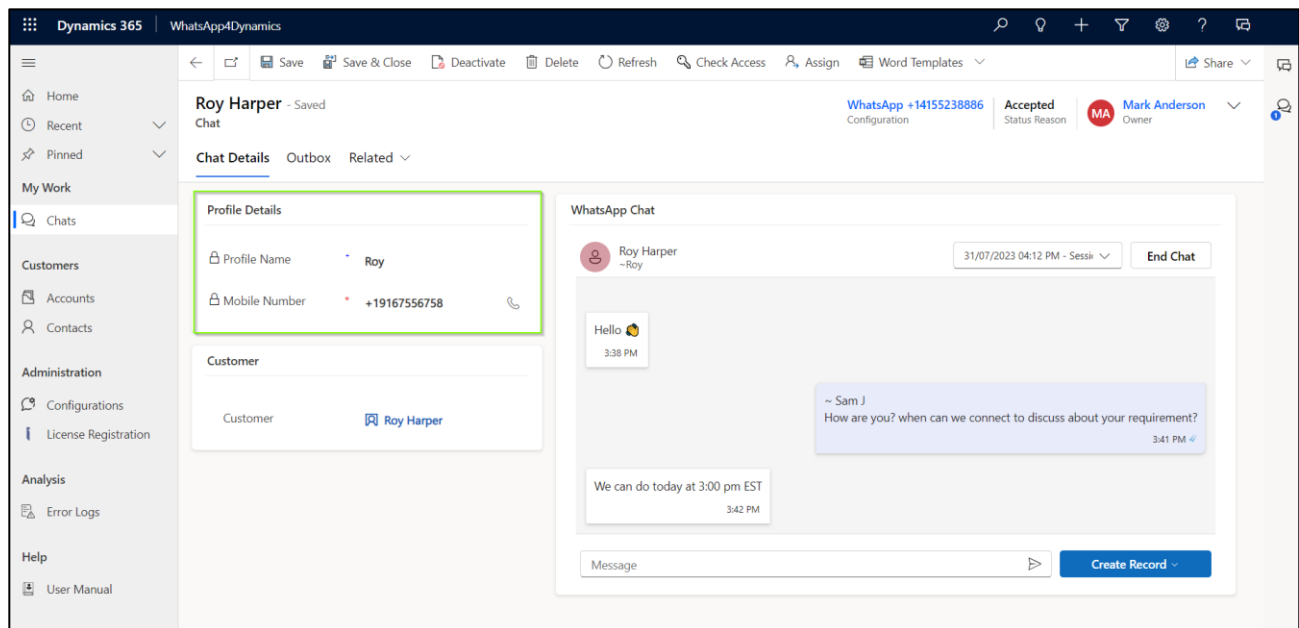 Dynamics 365 WhatsApp4Dynamics
Save Save & Close Deactivate Delete Refresh Check Access Assign Word Templates Share
Home
Recent
Pinned
My Work
Chats
Customers
Accounts
Contacts
Administration
Configurations
License Registration
Analysis
Error Logs
Help
User Manual
Roy Harper - Saved
Chat
WhatsApp +14155238886
Configuration
Accepted
Status Reason
MA
Mark Anderson
Owner
1
Chat Details Outbox Related
Profile Details
Profile Name * Roy
Mobile Number * +19167556758
Customer
Customer Roy Harper
WhatsApp Chat
Roy Harper
~Roy
31/07/2023 04:12 PM - Sessi
End Chat
Hello
3:38 PM
~ Sam J
How are you? when can we connect to discuss about your requirement?
3:41 PM
We can do today at 3:00 pm EST
3:42 PM
Message
Create Record